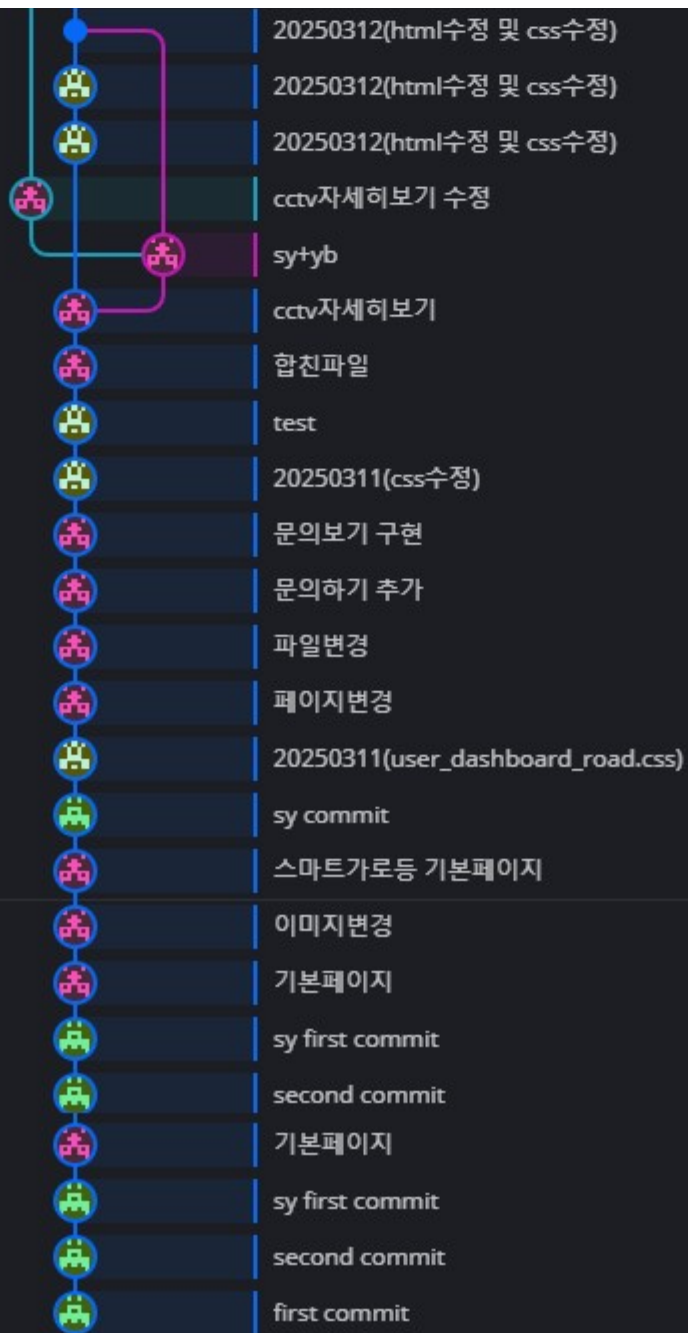 20250312(html수정 및 css수정)
20250312(html수정 및 css수정)
20250312(html수정 및 css수정)
cctv자세히보기 수정
sy+yb
cctv자세히보기
합친파일
test
20250311(css수정)
문의보기 구현
문의하기 추가
파일변경
페이지변경
20250311(user_dashboard_road.css)
sy commit
스마트가로등 기본페이지
이미지변경
기본페이지
sy first commit
second commit
기본페이지
sy first commit
second commit
first commit